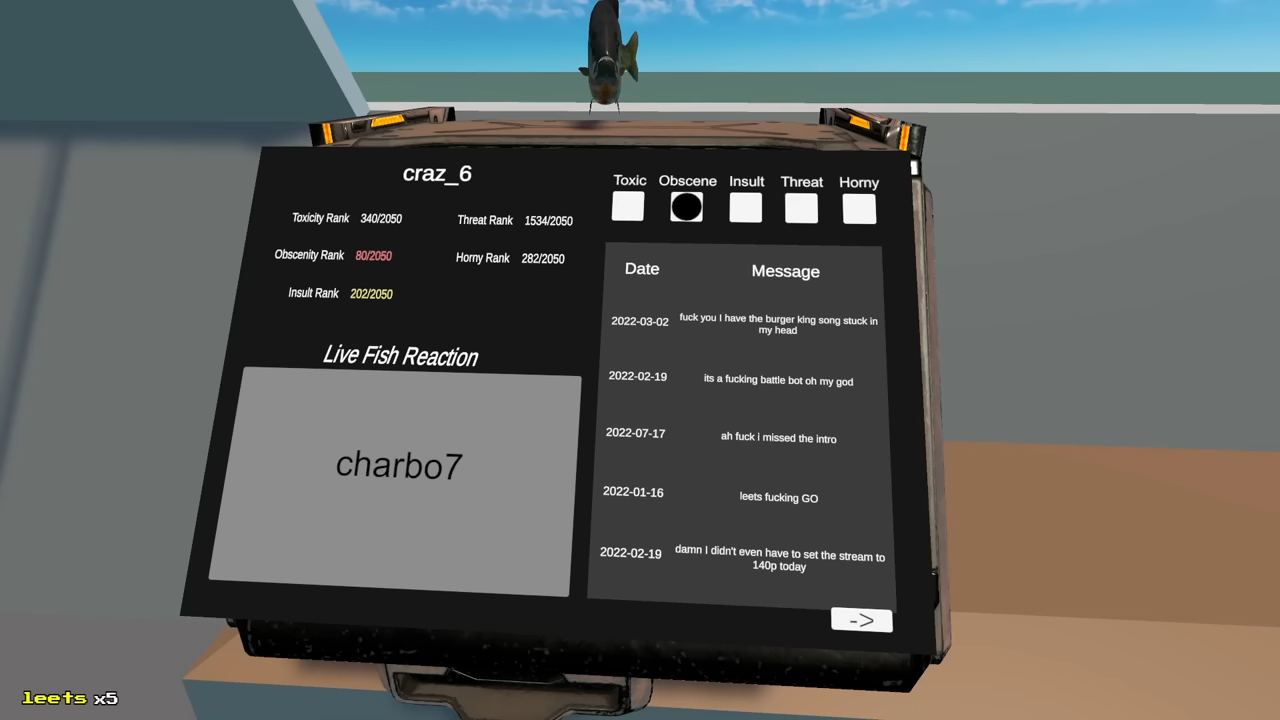 craz_6
Toxicity Rank 340/2050
Threat Rank 1534/2050
Obscenity Rank 80/2050
Horny Rank 282/2050
Insult Rank 202/2050
Live Fish Reaction
charbo7
Toxic Obscene Insult Threat Horny
Date Message
2022-03-02 fuck you I have the burger king song stuck in
my head
2022-02-19 its a fucking battle bot oh my god
2022-07-17 ah fuck i missed the intro
2022-01-16 leets fucking GO
2022-02-19 damn I didn't even have to set the stream to
140p today
->
leets x5